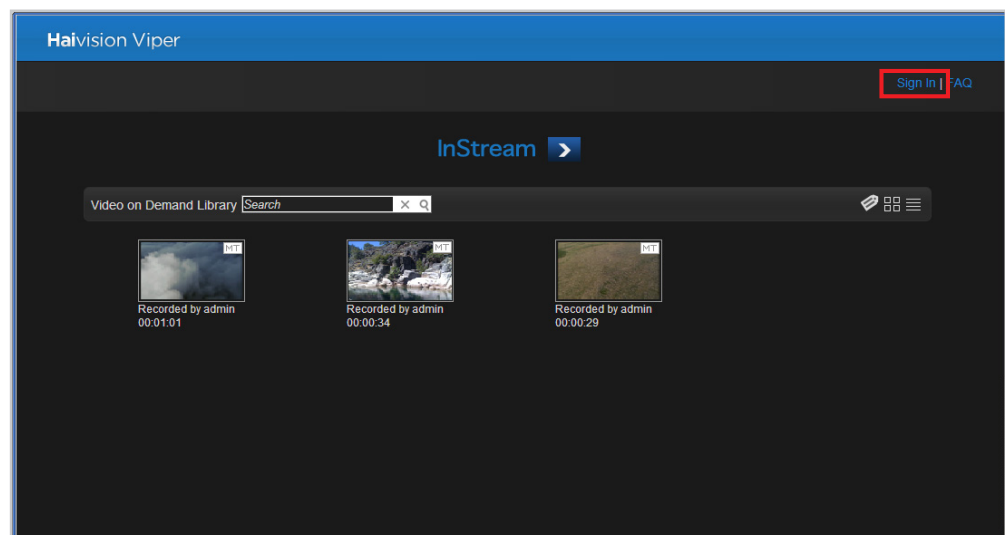 Haivision Viper
Sign In | FAQ
InStream
Video on Demand Library Search
MT MT MT
Recorded by admin Recorded by admin Recorded by admin
00:01:01 00:00:34 00:00:29